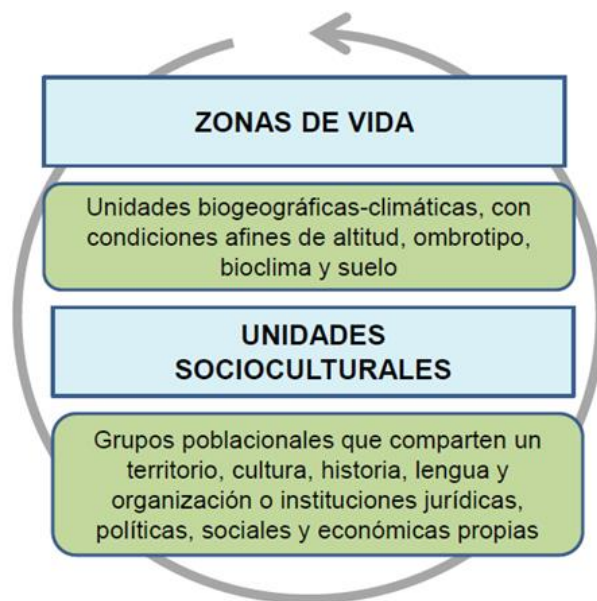 ZONAS DE VIDA
Unidades biogeográficas-climáticas, con
condiciones afines de altitud, ombrotipo,
bioclima y suelo
UNIDADES
SOCIOCULTURALES
Grupos poblacionales que comparten un
territorio, cultura, historia, lengua y
organización o instituciones jurídicas,
políticas, sociales y económicas propias